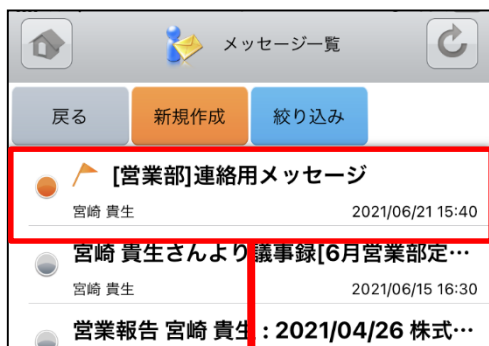 メッセージ一覧
戻る 新規作成 絞り込み
[営業部]連絡用メッセージ
宮崎 貴生 2021/06/21 15:40
宮崎 貴生さんより議事録[6月営業部定…
宮崎 貴生 2021/06/15 16:30
営業報告 宮崎 貴生 : 2021/04/26 株式…